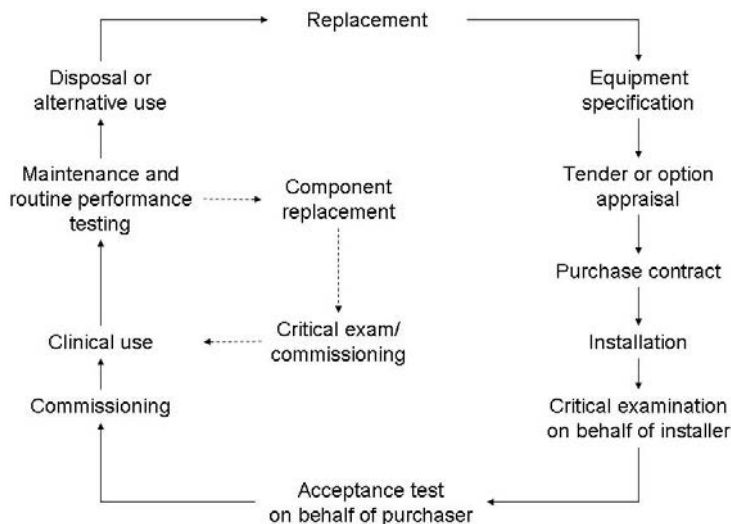 Replacement
Disposal or
alternative use
Equipment
specification
Maintenance and
routine performance
testing
Component
replacement
Tender or option
appraisal
Purchase contract
Clinical use
Critical exam/
commissioning
Installation
Commissioning
Critical examination
on behalf of installer
Acceptance test
on behalf of purchaser